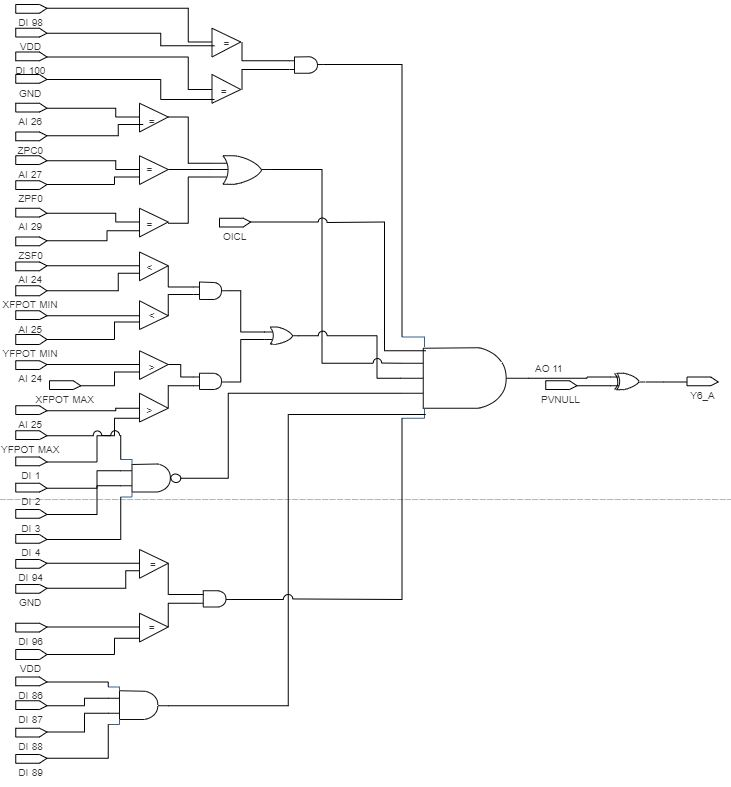 DI 98
VDD
=
DI 100
=
GND
AI 26
=
ZPC0
AI 27
=
ZPF0
AI 29
=
OICL
ZSF0
<
AI 24
XFPOT MIN
<
AI 25
YFPOT MIN
>
AO 11
AI 24
XFPOT MAX
PVNULL
Y6_A
>
AI 25
YFPOT MAX
DI 1
DI 2
DI 3
DI 4
=
DI 94
GND
=
DI 96
VDD
DI 86
DI 87
DI 88
DI 89